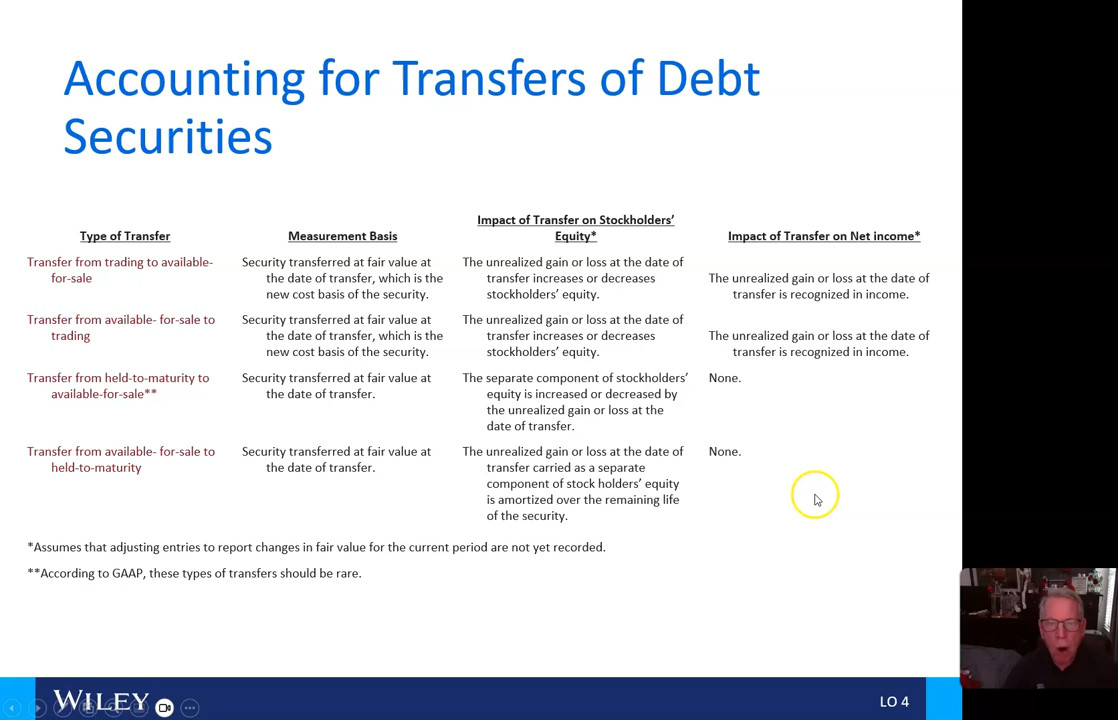 Accounting for Transfers of Debt
Securities
Type of Transfer
Measurement Basis
Impact of Transfer on Stockholders’
Equity*
Impact of Transfer on Net income*
Transfer from trading to available-
for-sale
Security transferred at fair value at
the date of transfer, which is the
new cost basis of the security.
The unrealized gain or loss at the date of
transfer increases or decreases
stockholders’ equity.
The unrealized gain or loss at the date of
transfer is recognized in income.
Transfer from available- for-sale to
trading
Security transferred at fair value at
the date of transfer, which is the
new cost basis of the security.
The unrealized gain or loss at the date of
transfer increases or decreases
stockholders’ equity.
The unrealized gain or loss at the date of
transfer is recognized in income.
Transfer from held-to-maturity to
available-for-sale**
Security transferred at fair value at
the date of transfer.
The separate component of stockholders’
equity is increased or decreased by
the unrealized gain or loss at the
date of transfer.
None.
Transfer from available- for-sale to
held-to-maturity
Security transferred at fair value at
the date of transfer.
The unrealized gain or loss at the date of
transfer carried as a separate
component of stock holders’ equity
is amortized over the remaining life
of the security.
None.
*Assumes that adjusting entries to report changes in fair value for the current period are not yet recorded.
**According to GAAP, these types of transfers should be rare.
WILEY
LO 4